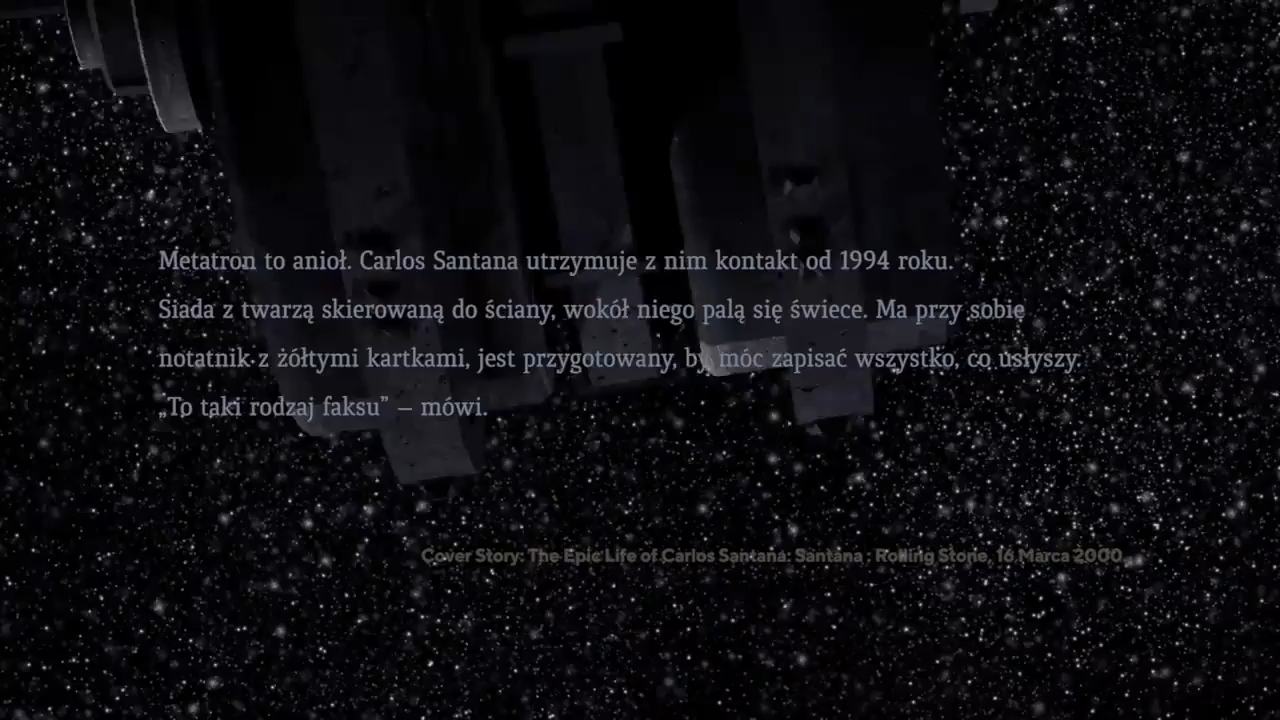 Metatron to anioł. Carlos Santana utrzymuje z nim kontakt od 1994 roku.
Siada z twarzą skierowaną do ściany, wokół niego palą się świece. Ma przy sobie
notatnik z żółtymi kartkami, jest przygotowany, by móc zapisać wszystko, co usłyszy.
„To taki rodzaj faksu” – mówi.
Cover Story: The Epic Life of Carlos Santana: Santana : Rolling Stone, 16 Marca 2000